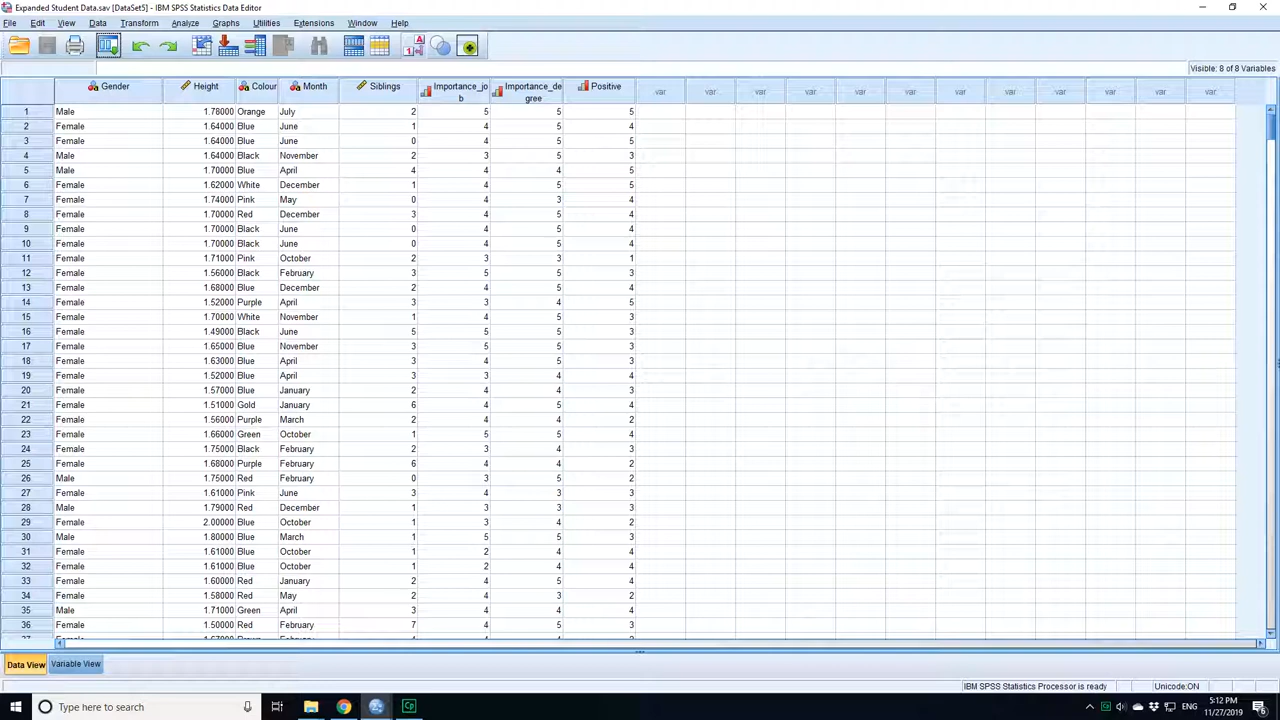 Expanded Student Data.sav [DataSet5] - IBM SPSS Statistics Data Editor
File Edit View Data Transform Analyze Graphs Utilities Extensions Window Help
Visible: 8 of 8 Variables
Gender Height Colour Month Siblings Importance_jo b Importance_de gree Positive var var var var var var var var var var var var
1 Male 1.78000 Orange July 2 5 5 5
2 Female 1.64000 Blue June 1 4 5 4
3 Female 1.64000 Blue June 0 4 5 5
4 Male 1.64000 Black November 2 3 5 3
5 Male 1.70000 Blue April 4 4 5 5
6 Female 1.62000 White December 1 4 5 5
7 Female 1.74000 Pink May 0 4 3 4
8 Female 1.70000 Red December 3 4 5 4
9 Female 1.70000 Black June 0 4 5 4
10 Female 1.70000 Black June 0 4 5 4
11 Female 1.71000 Pink October 2 3 3 1
12 Female 1.56000 Black February 3 5 5 3
13 Female 1.68000 Blue December 2 4 5 4
14 Female 1.52000 Purple April 3 3 4 5
15 Female 1.70000 White November 1 4 5 3
16 Female 1.49000 Black June 5 5 5 3
17 Female 1.65000 Blue November 3 5 5 3
18 Female 1.63000 Blue April 3 4 5 3
19 Female 1.52000 Blue April 3 3 4 4
20 Female 1.57000 Blue January 2 4 4 3
21 Female 1.51000 Gold January 6 4 5 4
22 Female 1.56000 Purple March 2 4 4 2
23 Female 1.66000 Green October 1 5 5 4
24 Female 1.75000 Black February 2 3 4 3
25 Female 1.68000 Purple February 6 4 4 2
26 Male 1.75000 Red February 0 3 5 2
27 Female 1.61000 Pink June 3 4 3 3
28 Male 1.79000 Red December 1 3 3 3
29 Female 2.00000 Blue October 1 3 4 2
30 Male 1.80000 Blue March 1 5 5 3
31 Female 1.61000 Blue October 1 2 4 4
32 Female 1.61000 Blue October 1 2 4 4
33 Female 1.60000 Red January 2 4 5 4
34 Female 1.58000 Red May 2 4 3 2
35 Male 1.71000 Green April 3 4 4 4
36 Female 1.50000 Red February 7 4 5 3
Data View Variable View
IBM SPSS Statistics Processor is ready Unicode:ON
Type here to search
ENG
5:12 PM
11/27/2019